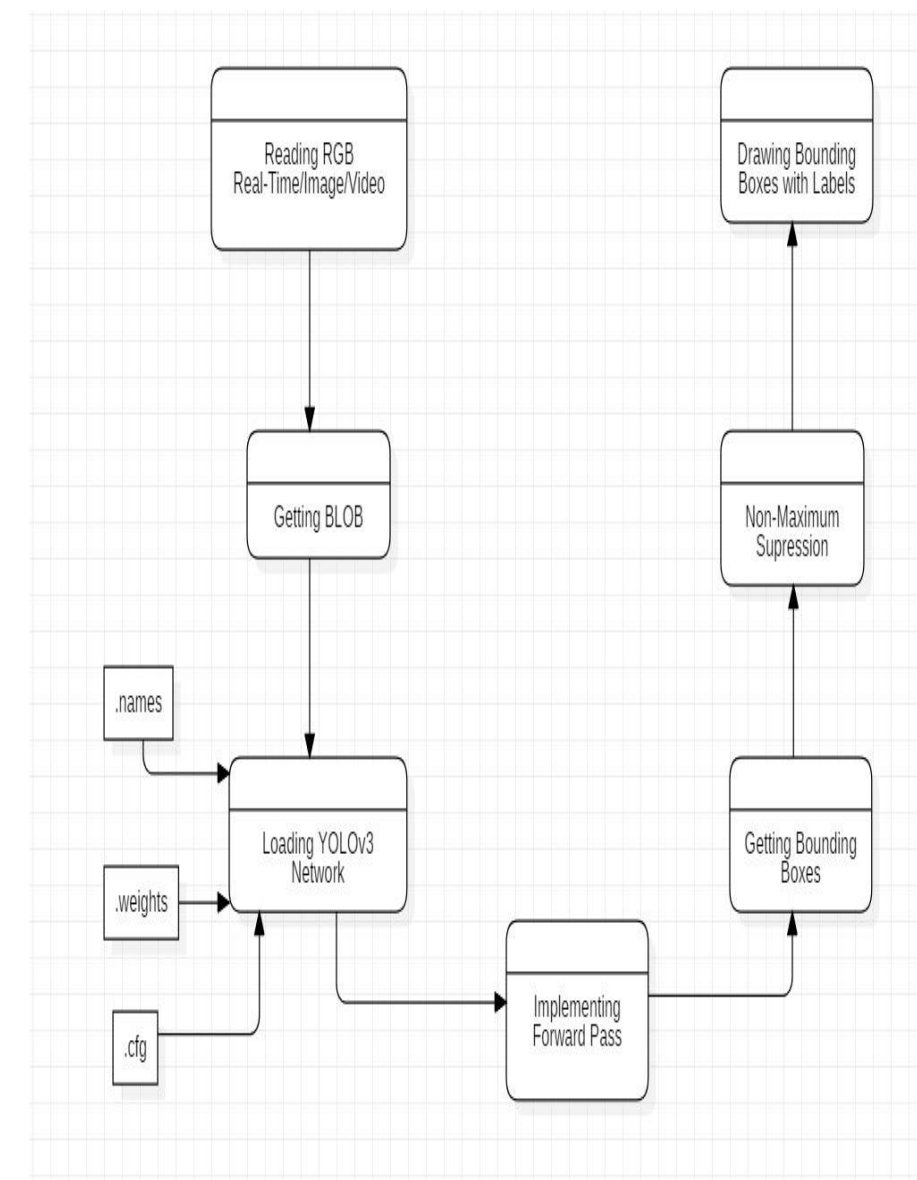 Reading RGB
Real-Time/Image/Video
Drawing Bounding
Boxes with Labels
Getting BLOB
Non-Maximum
Supression
.names
Loading YOLOv3
Network
Getting Bounding
Boxes
.weights
Implementing
Forward Pass
.cfg